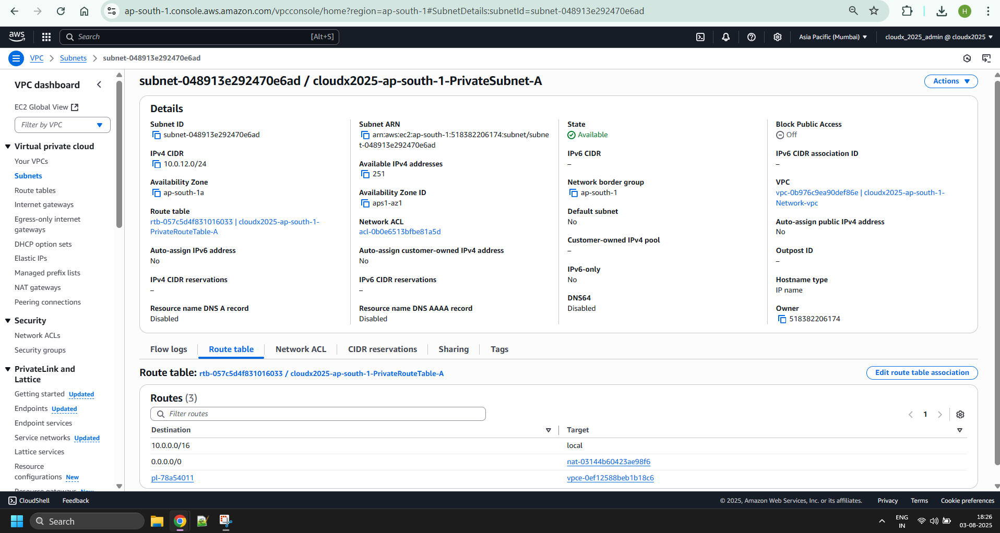 ap-south-1.console.aws.amazon.com/vpcconsole/home?region=ap-south-1#SubnetDetails:subnetId=subnet-048913e292470e6ad
H
aws
Search [Alt+S]
Asia Pacific (Mumbai)
cloudx_2025_admin @ cloudx2025
VPC
Subnets
subnet-048913e292470e6ad
VPC dashboard
EC2 Global View
Filter by VPC
Virtual private cloud
Your VPCs
Subnets
Route tables
Internet gateways
Egress-only internet
gateways
DHCP option sets
Elastic IPs
Managed prefix lists
NAT gateways
Peering connections
Security
Network ACLs
Security groups
PrivateLink and
Lattice
Getting started Updated
Endpoints Updated
Endpoint services
Service networks Updated
Lattice services
Resource
configurations New
Resource gateways New
subnet-048913e292470e6ad / cloudx2025-ap-south-1-PrivateSubnet-A
Actions
Details
Subnet ID
subnet-048913e292470e6ad
IPv4 CIDR
10.0.12.0/24
Availability Zone
ap-south-1a
Route table
rtb-057c5d4f831016033 | cloudx2025-ap-south-1-
PrivateRouteTable-A
Auto-assign IPv6 address
No
IPv4 CIDR reservations
–
Resource name DNS A record
Disabled
Subnet ARN
arn:aws:ec2:ap-south-1:518382206174:subnet/subne
t-048913e292470e6ad
Available IPv4 addresses
251
Availability Zone ID
aps1-az1
Network ACL
acl-0b0e6513bfbe81a5d
Auto-assign customer-owned IPv4 address
No
IPv6 CIDR reservations
–
Resource name DNS AAAA record
Disabled
State
Available
IPv6 CIDR
–
Network border group
ap-south-1
Default subnet
No
Customer-owned IPv4 pool
–
IPv6-only
No
DNS64
Disabled
Block Public Access
Off
IPv6 CIDR association ID
–
VPC
vpc-0b976c9ea90def86e | cloudx2025-ap-south-1-
Network-vpc
Auto-assign public IPv4 address
No
Outpost ID
–
Hostname type
IP name
Owner
518382206174
Flow logs
Route table
Network ACL
CIDR reservations
Sharing
Tags
Route table: rtb-057c5d4f831016033 / cloudx2025-ap-south-1-PrivateRouteTable-A
Edit route table association
Routes (3)
Filter routes
1
Destination Target
10.0.0.0/16 local
0.0.0.0/0 nat-03144b60423ae98f6
pl-78a54011 vpce-0ef12588beb1b18c6
CloudShell
Feedback
© 2025, Amazon Web Services, Inc. or its affiliates.
Privacy
Terms
Cookie preferences
Search
ENG
IN
18:26
03-08-2025